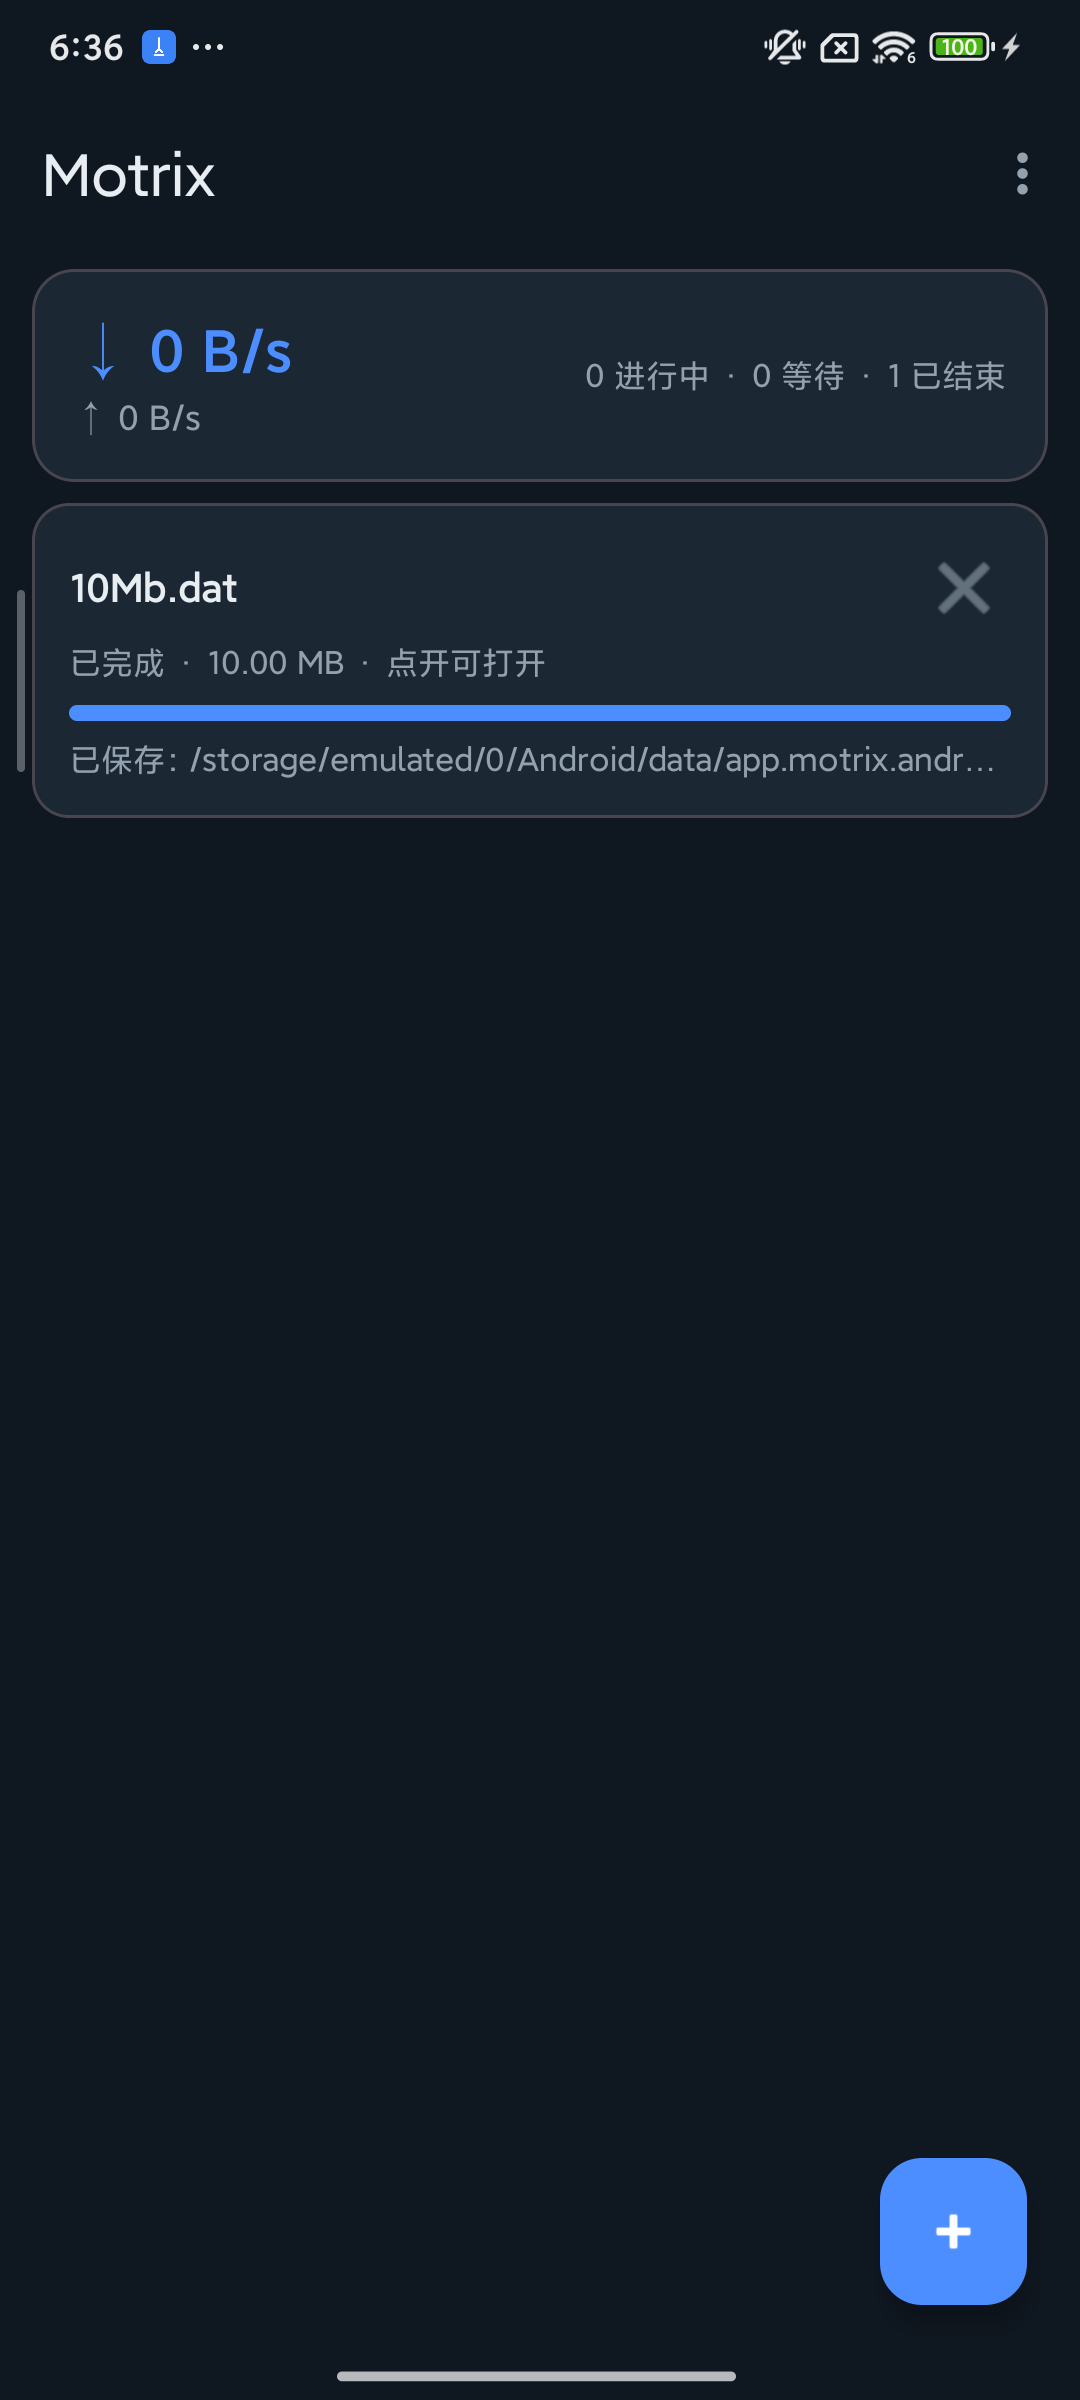 6:36
6
100
Motrix
↓ 0 B/s
↑ 0 B/s
0 进行中 · 0 等待 · 1 已结束
10Mb.dat
已完成 · 10.00 MB · 点开可打开
已保存: /storage/emulated/0/Android/data/app.motrix.andr...